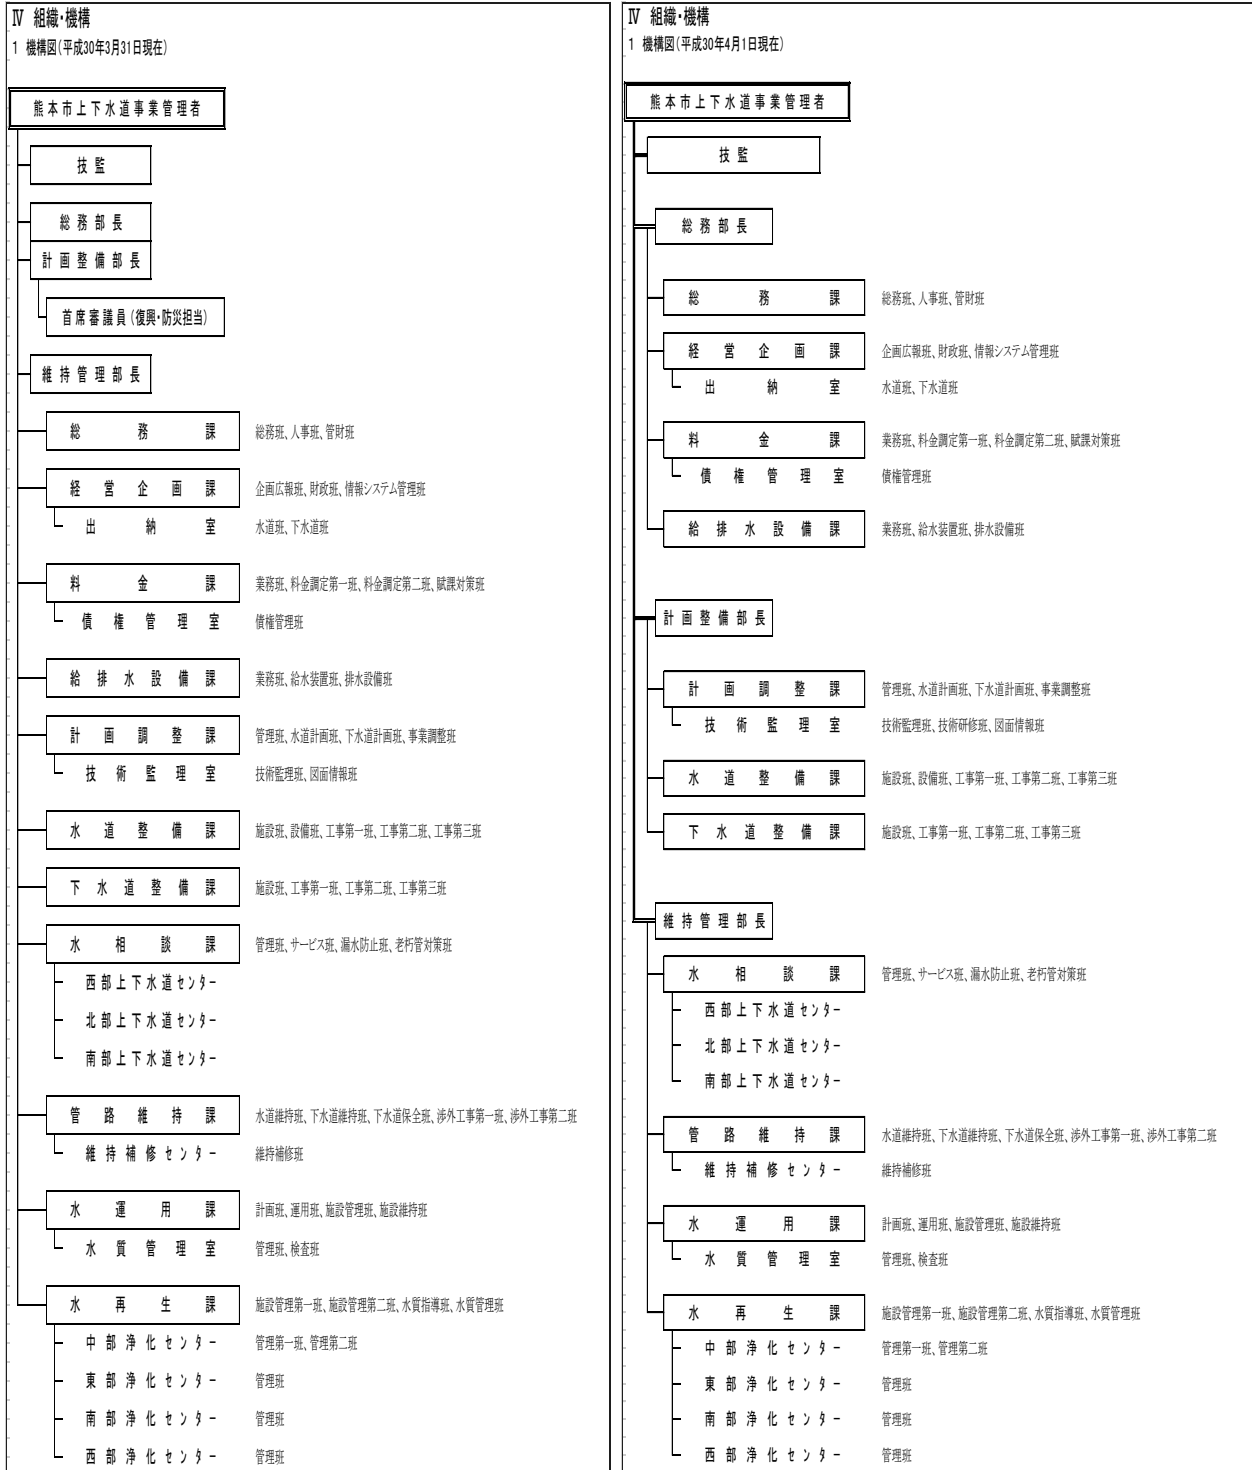 Ⅳ 組織・機構
1 機構図(平成30年3月31日現在)
熊本市上下水道事業管理者
技監
総務部長
計画整備部長
首席審議員(復興・防災担当)
維持管理部長
総務課 総務班、人事班、管財班
経営企画課 企画広報班、財政班、情報システム管理班
出納室 水道班、下水道班
料金課 業務班、料金調定第一班、料金調定第二班、賦課対策班
債権管理室 債権管理班
給排水設備課 業務班、給水装置班、排水設備班
計画調整課 管理班、水道計画班、下水道計画班、事業調整班
技術監理室 技術監理班、図面情報班
水道整備課 施設班、設備班、工事第一班、工事第二班、工事第三班
下水道整備課 施設班、工事第一班、工事第二班、工事第三班
水相談課 管理班、サービス班、漏水防止班、老朽管対策班
西部上下水道センター
北部上下水道センター
南部上下水道センター
管路維持課 水道維持班、下水道維持班、下水道保全班、渉外工事第一班、渉外工事第二班
維持補修センター 維持補修班
水運用課 計画班、運用班、施設管理班、施設維持班
水質管理室 管理班、検査班
水再生課 施設管理第一班、施設管理第二班、水質指導班、水質管理班
中部浄化センター 管理第一班、管理第二班
東部浄化センター 管理班
南部浄化センター 管理班
西部浄化センター 管理班
Ⅳ 組織・機構
1 機構図(平成30年4月1日現在)
熊本市上下水道事業管理者
技監
総務部長
総務課 総務班、人事班、管財班
経営企画課 企画広報班、財政班、情報システム管理班
出納室 水道班、下水道班
料金課 業務班、料金調定第一班、料金調定第二班、賦課対策班
債権管理室 債権管理班
給排水設備課 業務班、給水装置班、排水設備班
計画整備部長
計画調整課 管理班、水道計画班、下水道計画班、事業調整班
技術監理室 技術監理班、技術研修班、図面情報班
水道整備課 施設班、設備班、工事第一班、工事第二班、工事第三班
下水道整備課 施設班、工事第一班、工事第二班、工事第三班
維持管理部長
水相談課 管理班、サービス班、漏水防止班、老朽管対策班
西部上下水道センター
北部上下水道センター
南部上下水道センター
管路維持課 水道維持班、下水道維持班、下水道保全班、渉外工事第一班、渉外工事第二班
維持補修センター 維持補修班
水運用課 計画班、運用班、施設管理班、施設維持班
水質管理室 管理班、検査班
水再生課 施設管理第一班、施設管理第二班、水質指導班、水質管理班
中部浄化センター 管理第一班、管理第二班
東部浄化センター 管理班
南部浄化センター 管理班
西部浄化センター 管理班